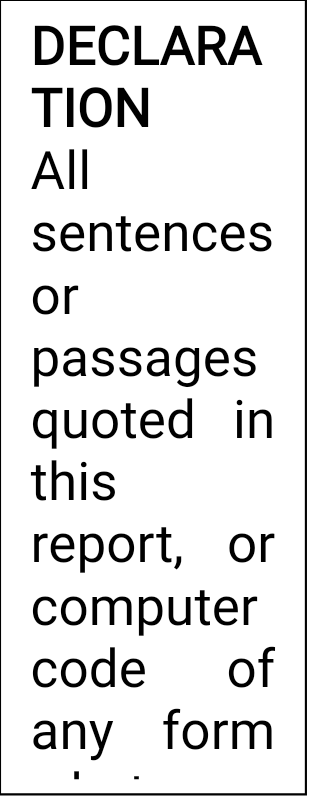 DECLARA
TION
All
sentences
or
passages
quoted in
this
report, or
computer
code of
any form